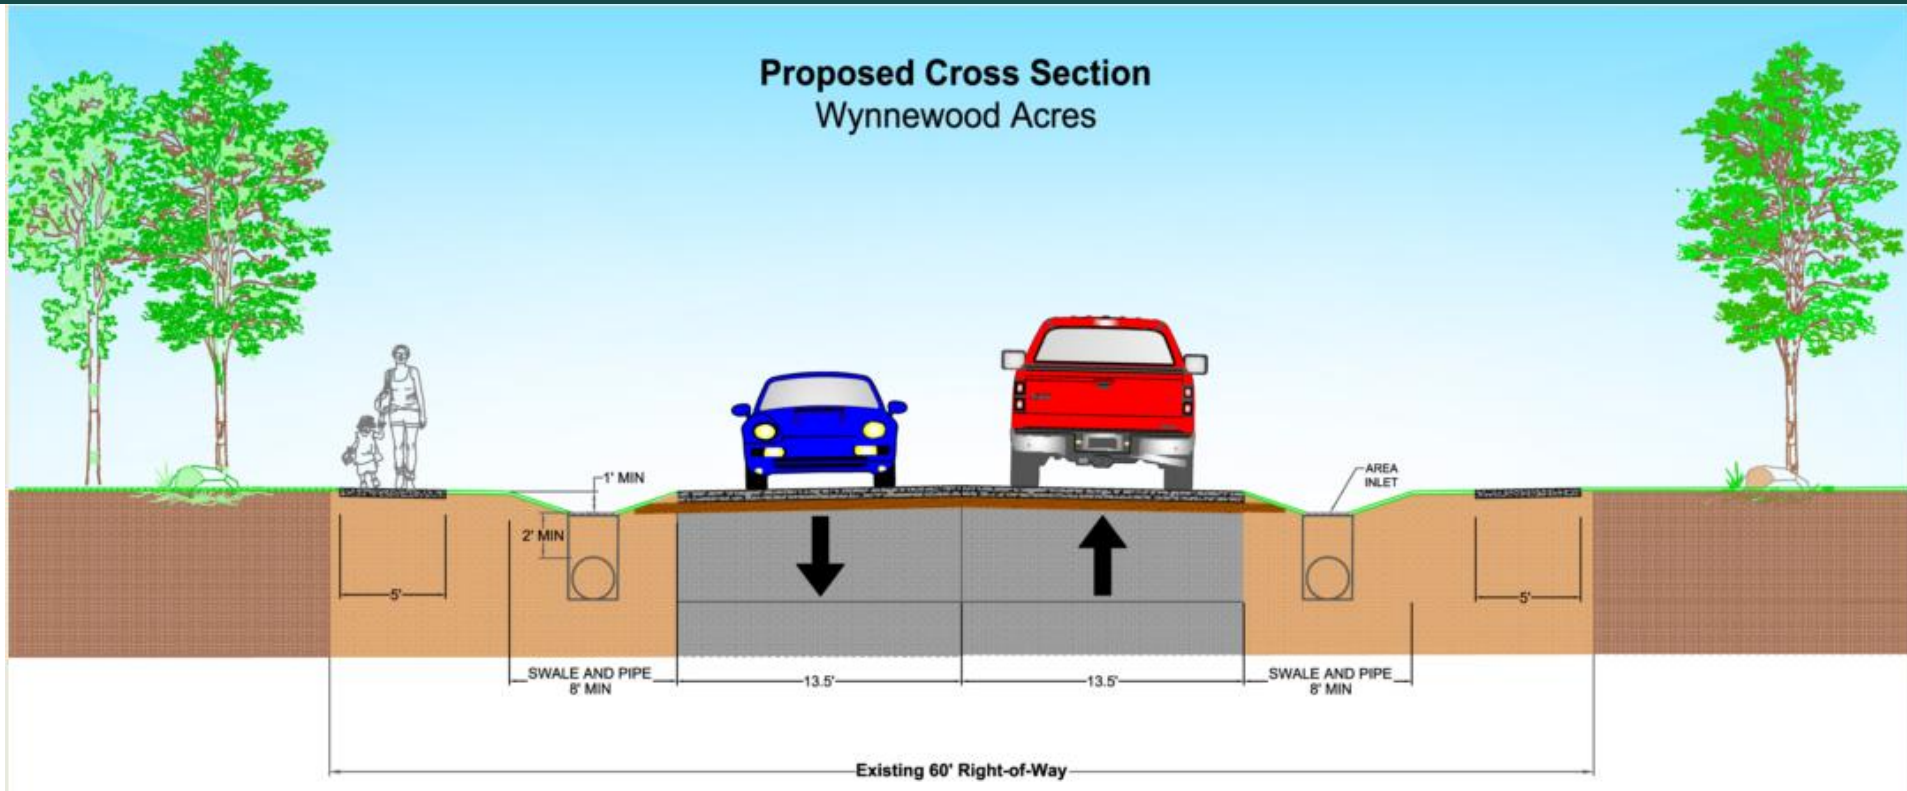 Proposed Cross Section
Wynnewood Acres
1' MIN
AREA
INLET
2' MIN
5'
5'
SWALE AND PIPE
8' MIN
13.5'
13.5'
SWALE AND PIPE
8' MIN
Existing 60' Right-of-Way